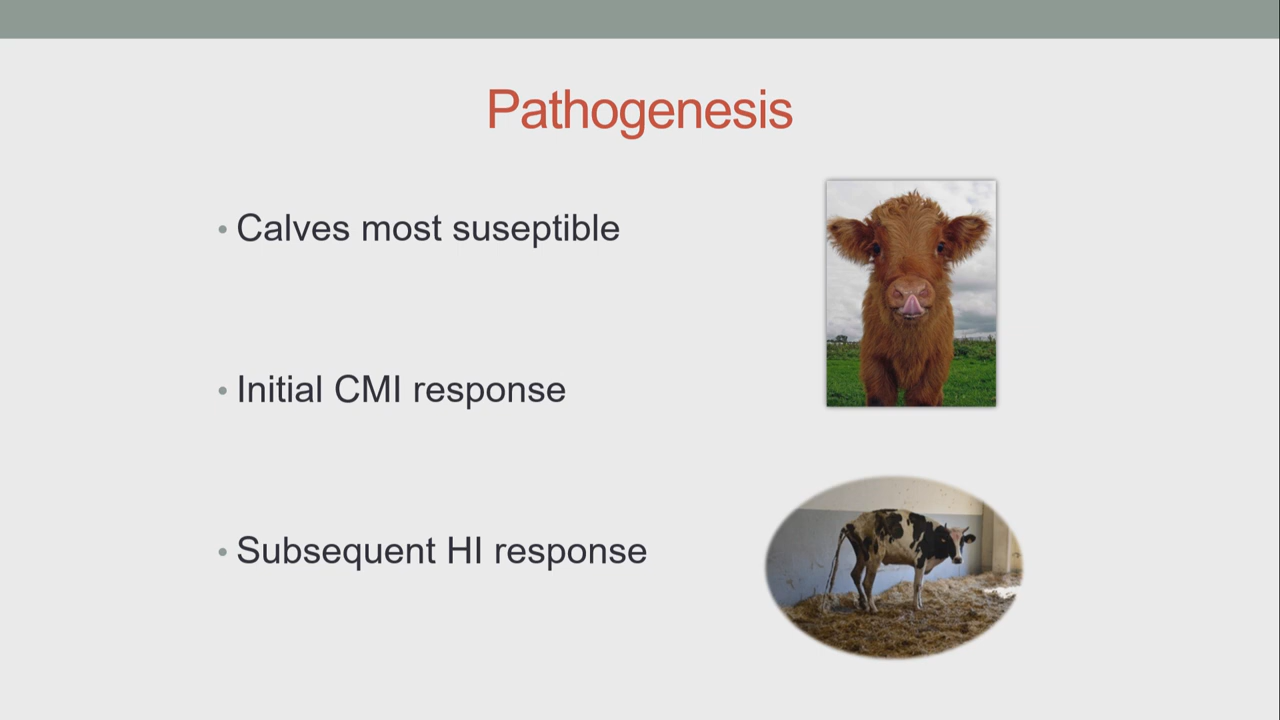 Pathogenesis
• Calves most suseptible
• Initial CMI response
• Subsequent HI response